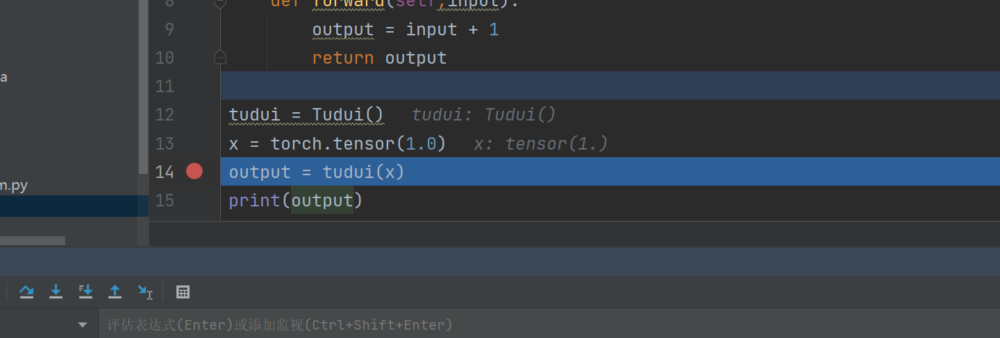 8 def forward(self,input):
9 output = input + 1
10 return output
a
11
12 tudui = Tudui() tudui: Tudui()
13 x = torch.tensor(1.0) x: tensor(1.)
14 output = tudui(x)
m.py
15 print(output)
评估表达式(Enter)或添加监视(Ctrl+Shift+Enter)